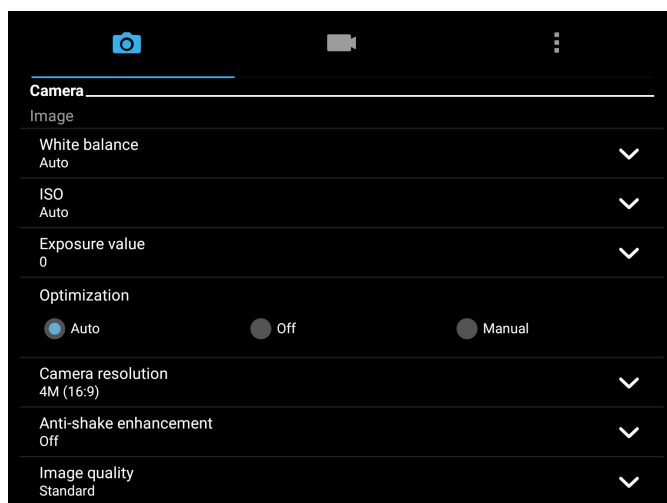 Camera
Image
White balance
Auto
ISO
Auto
Exposure value
0
Optimization
Auto Off Manual
Camera resolution
4M (16:9)
Anti-shake enhancement
Off
Image quality
Standard